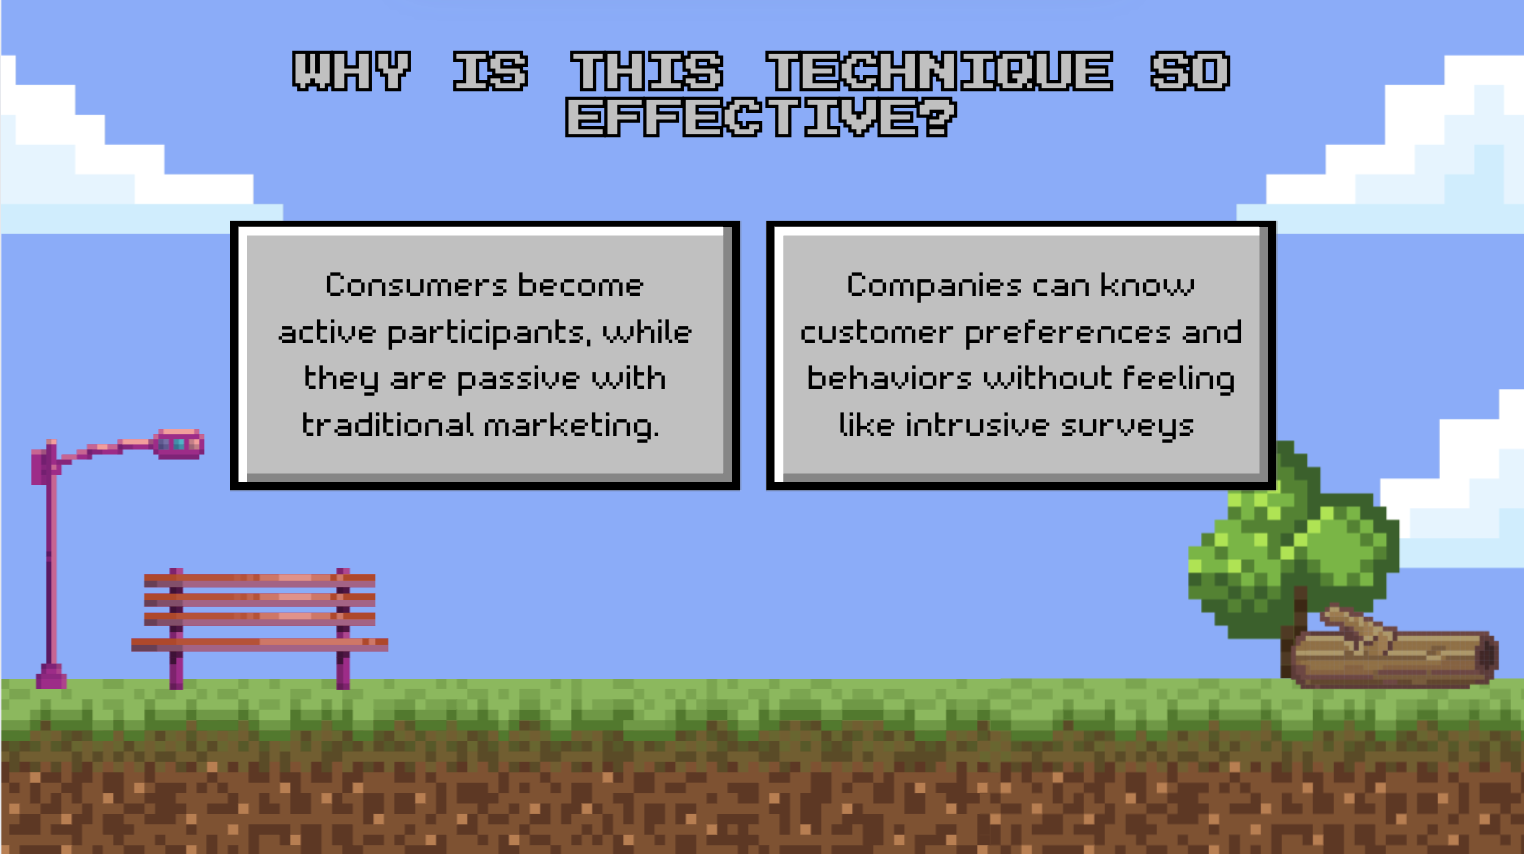 WHY IS THIS TECHNIQUE SO
EFFECTIVE?
Consumers become
active participants, while
they are passive with
traditional marketing.
Companies can know
customer preferences and
behaviors without feeling
like intrusive surveys